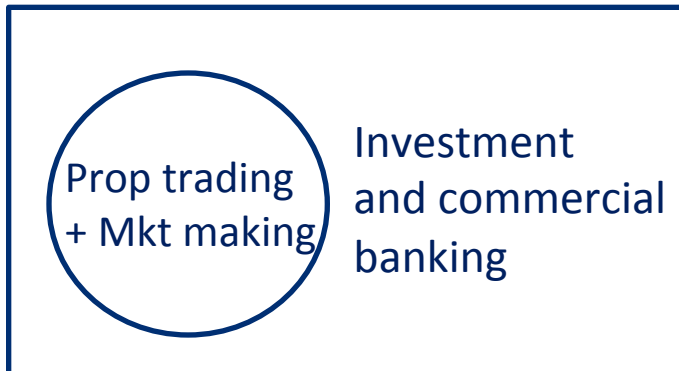 Prop trading
+ Mkt making
Investment
and commercial
banking